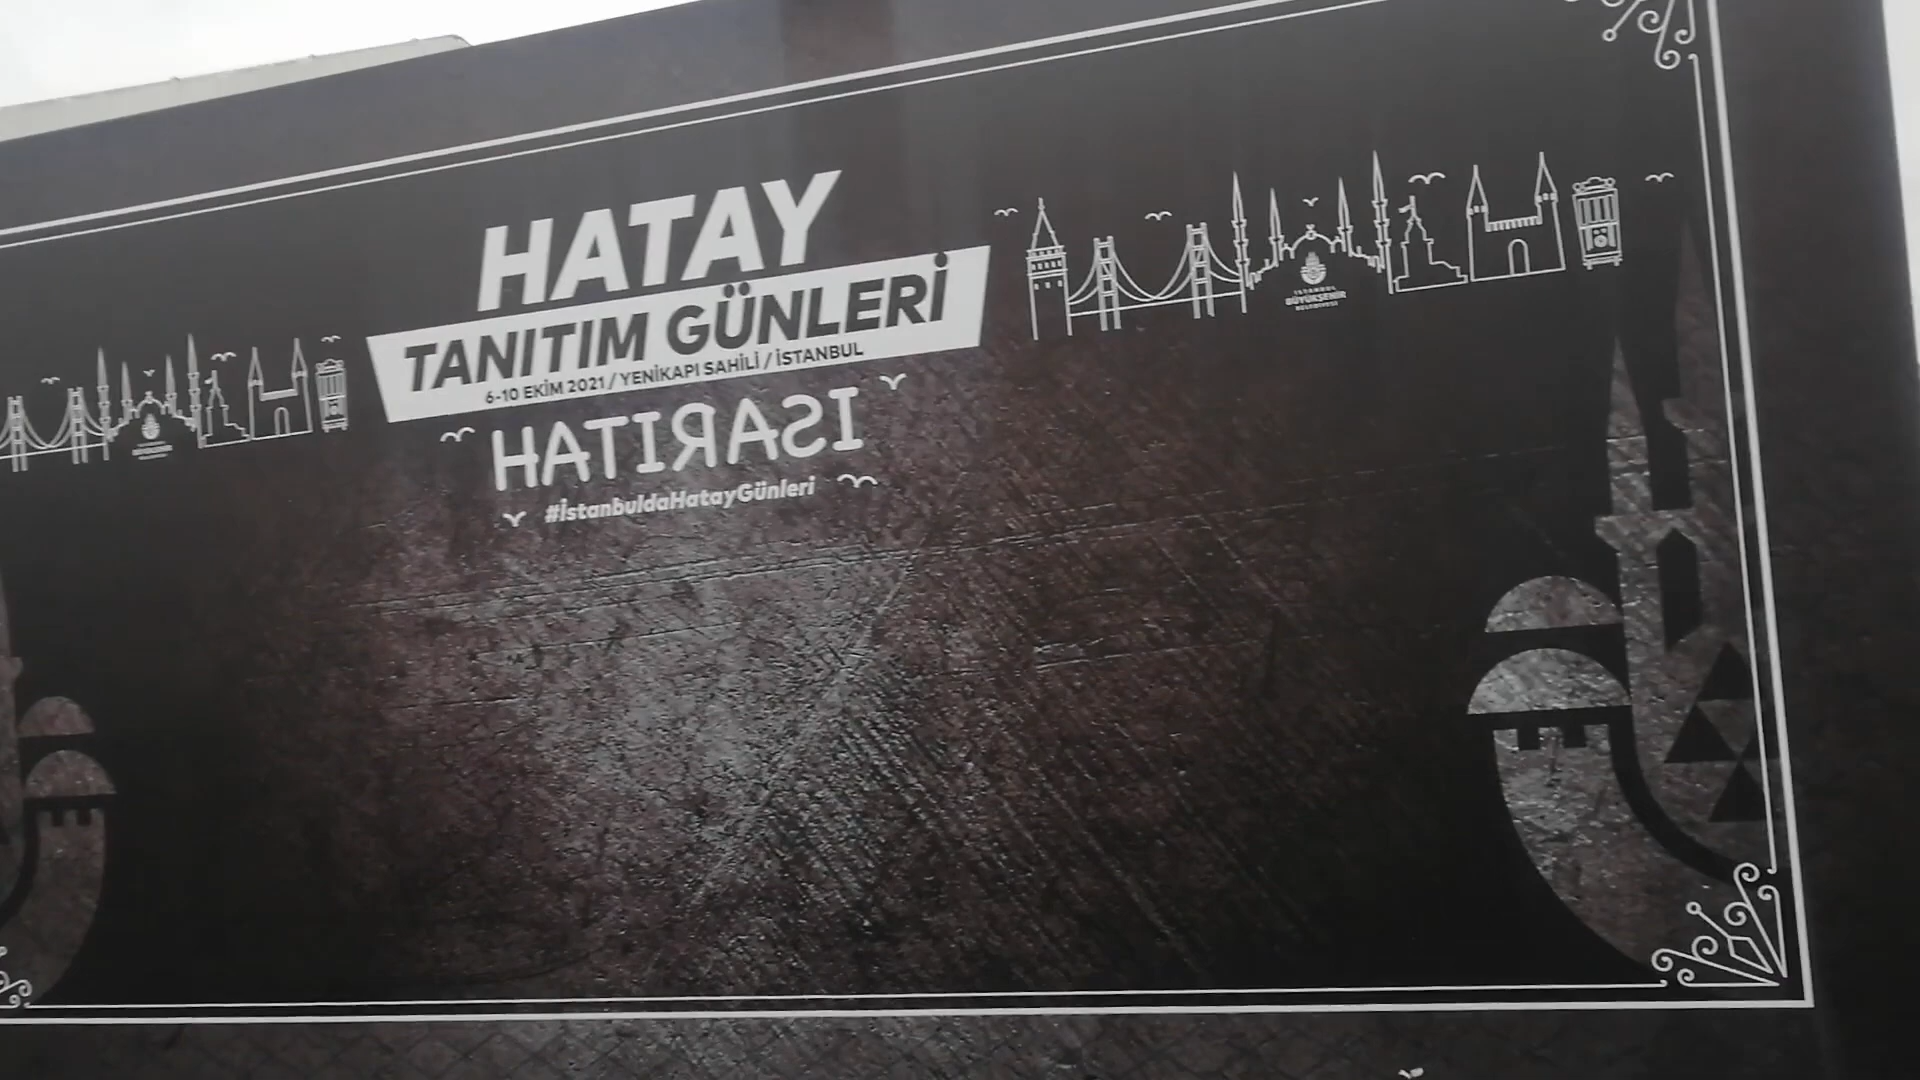 HATAY
TANITIM GÜNLERİ
6-10 EKİM 2021 / YENİKAPI SAHİLİ / İSTANBUL
HATIRASI
#İstanbuldaHatayGünleri
İSTANBUL
BÜYÜKŞEHİR
BELEDİYESİ